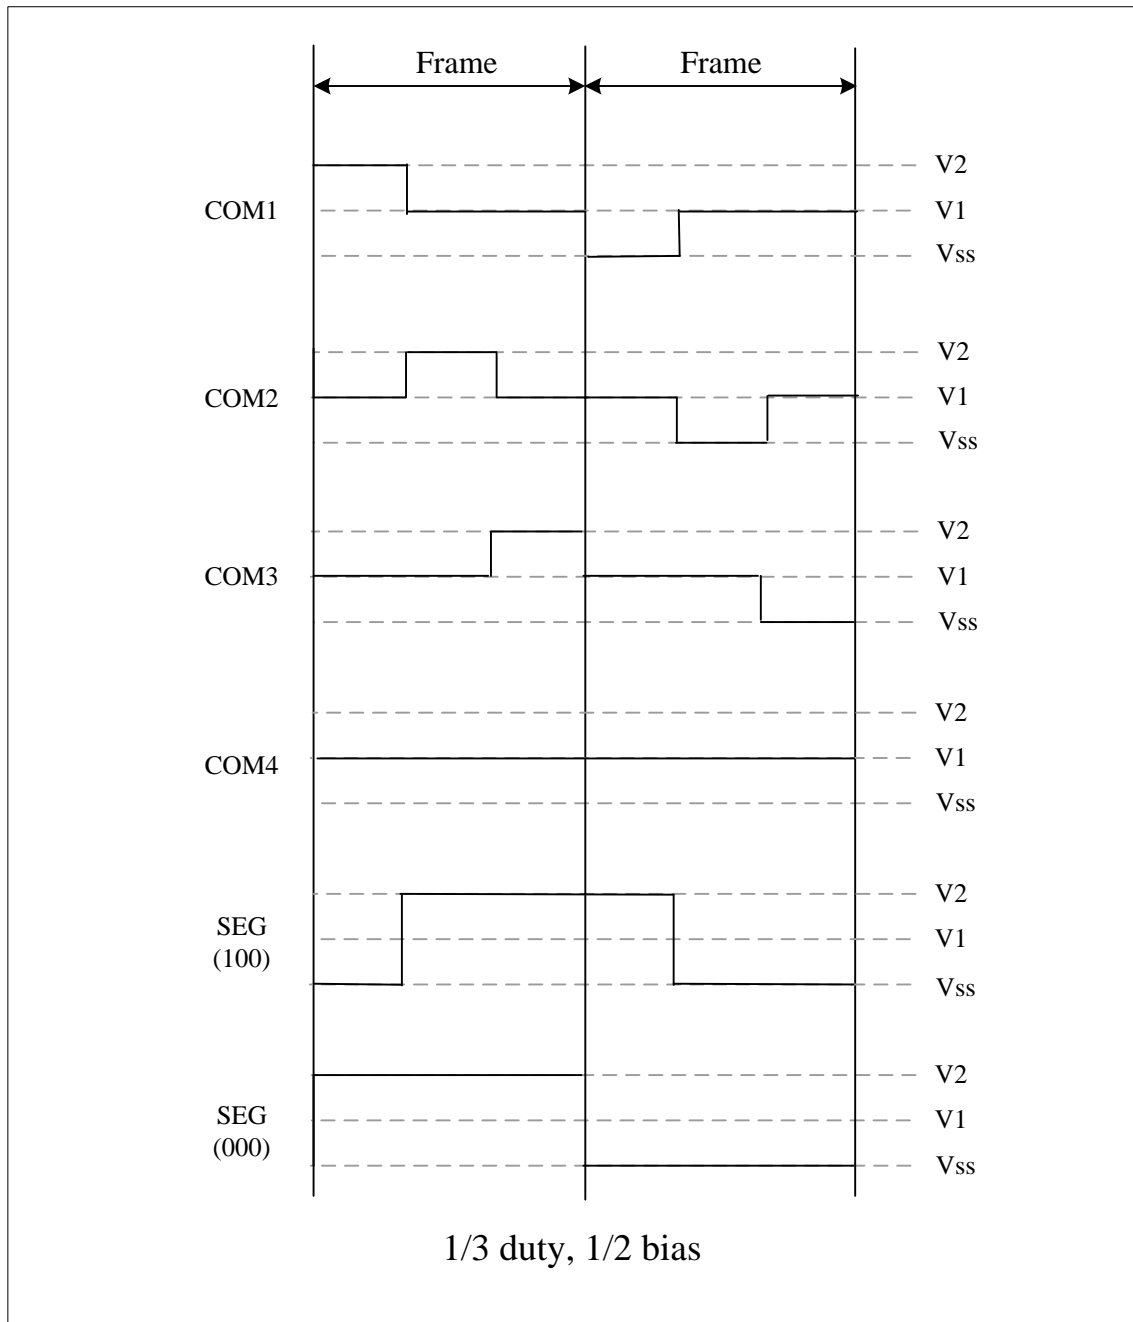 Frame Frame
V2
COM1 V1
Vss
V2
COM2 V1
Vss
V2
COM3 V1
Vss
V2
COM4 V1
Vss
V2
SEG
V1
(100)
Vss
V2
SEG V1
(000)
Vss
1/3 duty, 1/2 bias